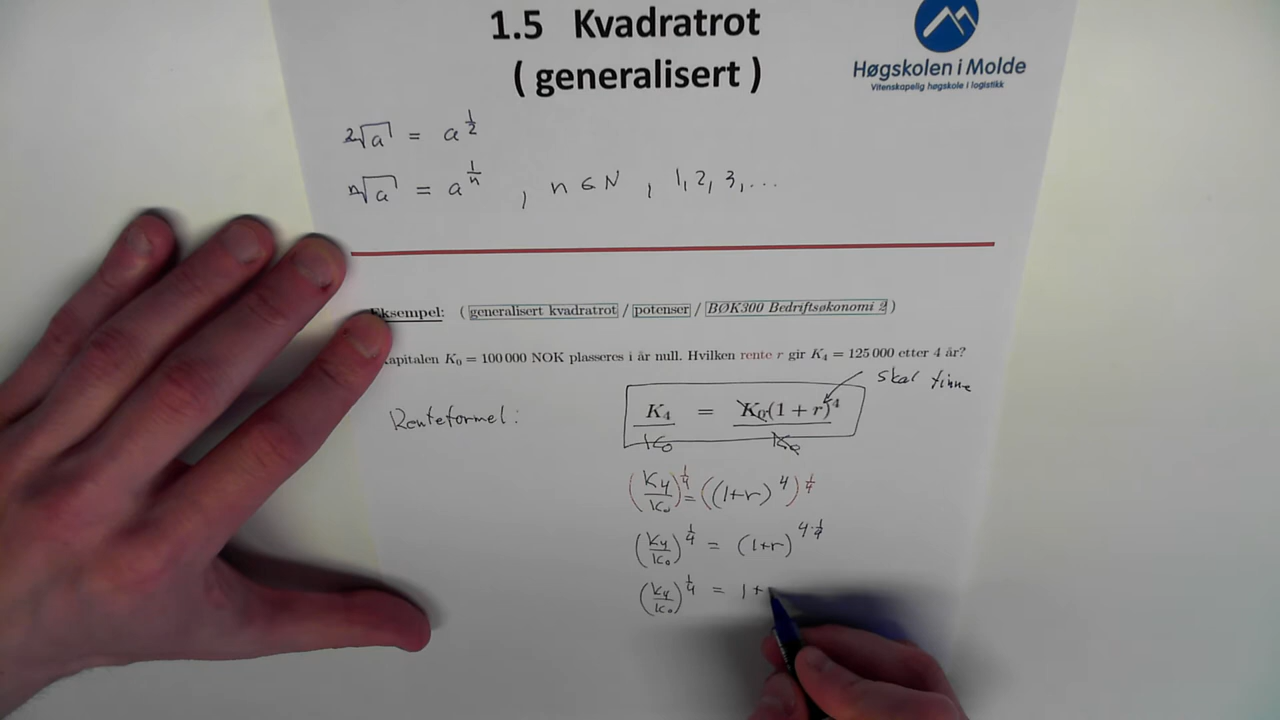 1.5 Kvadratrot
( generalisert )
Høgskolen i Molde
Vitenskapelig høgskole i logistikk
2√a = a^1/2
n√a = a^1/n , n ∈ N , 1, 2, 3, ...
Eksempel: ( generalisert kvadratrot / potenser / BØK300 Bedriftsøkonomi 2 )
apitalen K₀ = 100 000 NOK plasseres i år null. Hvilken rente r gir K₄ = 125 000 etter 4 år?
skal finne
Renteformel: K₄/K₀ = K₀(1 + r)⁴/K₀
(K₄/K₀)^1/4 = ((1+r)^4)^1/4
(K₄/K₀)^1/4 = (1+r)^4·1/4
(K₄/K₀)^1/4 = 1+